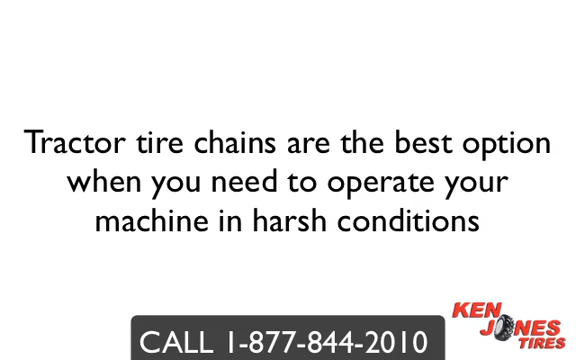 Tractor tire chains are the best option
when you need to operate your
machine in harsh conditions
KEN
JONES
TIRES
CALL 1-877-844-2010